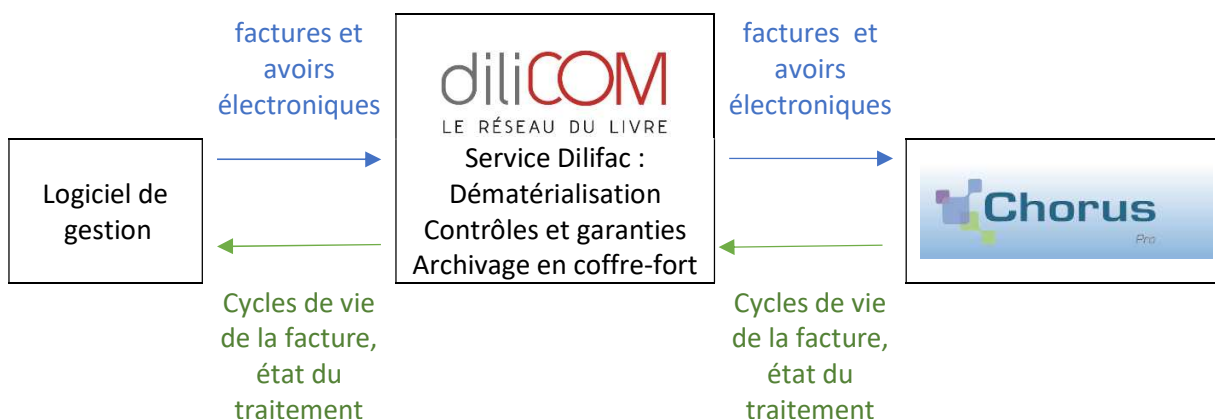 factures et
avoirs
électroniques
diliCOM
LE RÉSEAU DU LIVRE
factures et
avoirs
électroniques
Logiciel de
gestion
Service Dilifac :
Dématérialisation
Contrôles et garanties
Archivage en coffre-fort
Chorus
Pro
Cycles de vie
de la facture,
état du
traitement
Cycles de vie
de la facture,
état du
traitement